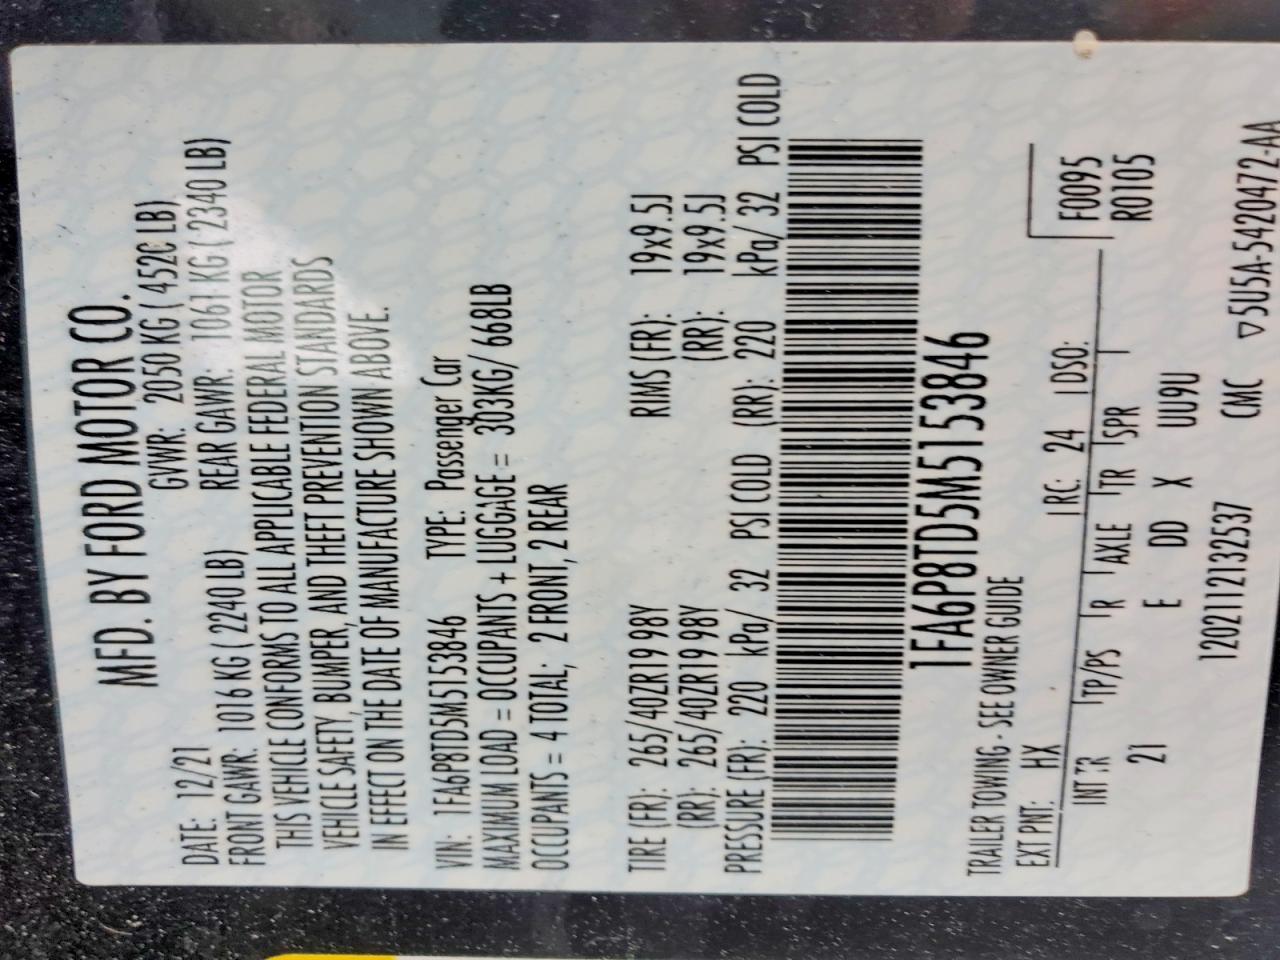 MFD. BY FORD MOTOR CO.
DATE: 12/21 GVWR: 2050 KG ( 4520 LB)
FRONT GAWR: 1016 KG ( 2240 LB) REAR GAWR: 1061 KG ( 2340 LB)
THIS VEHICLE CONFORMS TO ALL APPLICABLE FEDERAL MOTOR
VEHICLE SAFETY, BUMPER, AND THEFT PREVENTION STANDARDS
IN EFFECT ON THE DATE OF MANUFACTURE SHOWN ABOVE.
VIN: 1FA6P8TD5M5153846 TYPE: Passenger Car
MAXIMUM LOAD = OCCUPANTS + LUGGAGE = 303KG/ 668LB
OCCUPANTS = 4 TOTAL; 2 FRONT, 2 REAR
TIRE (FR): 265/40ZR19 98Y RIMS (FR): 19x9.5J
(RR): 265/40ZR19 98Y (RR): 19x9.5J
PRESSURE (FR): 220 kPa/ 32 PSI COLD (RR): 220 kPa/ 32 PSI COLD
1FA6P8TD5M5153846
TRAILER TOWING - SEE OWNER GUIDE
EXT PNT: HX RC: 24 DSO: F0095
INT TR TP/PS R AXLE TR SPR R0105
21 E DD X UU9U
1202112132537 CMC ▽5U5A-5420472-AA